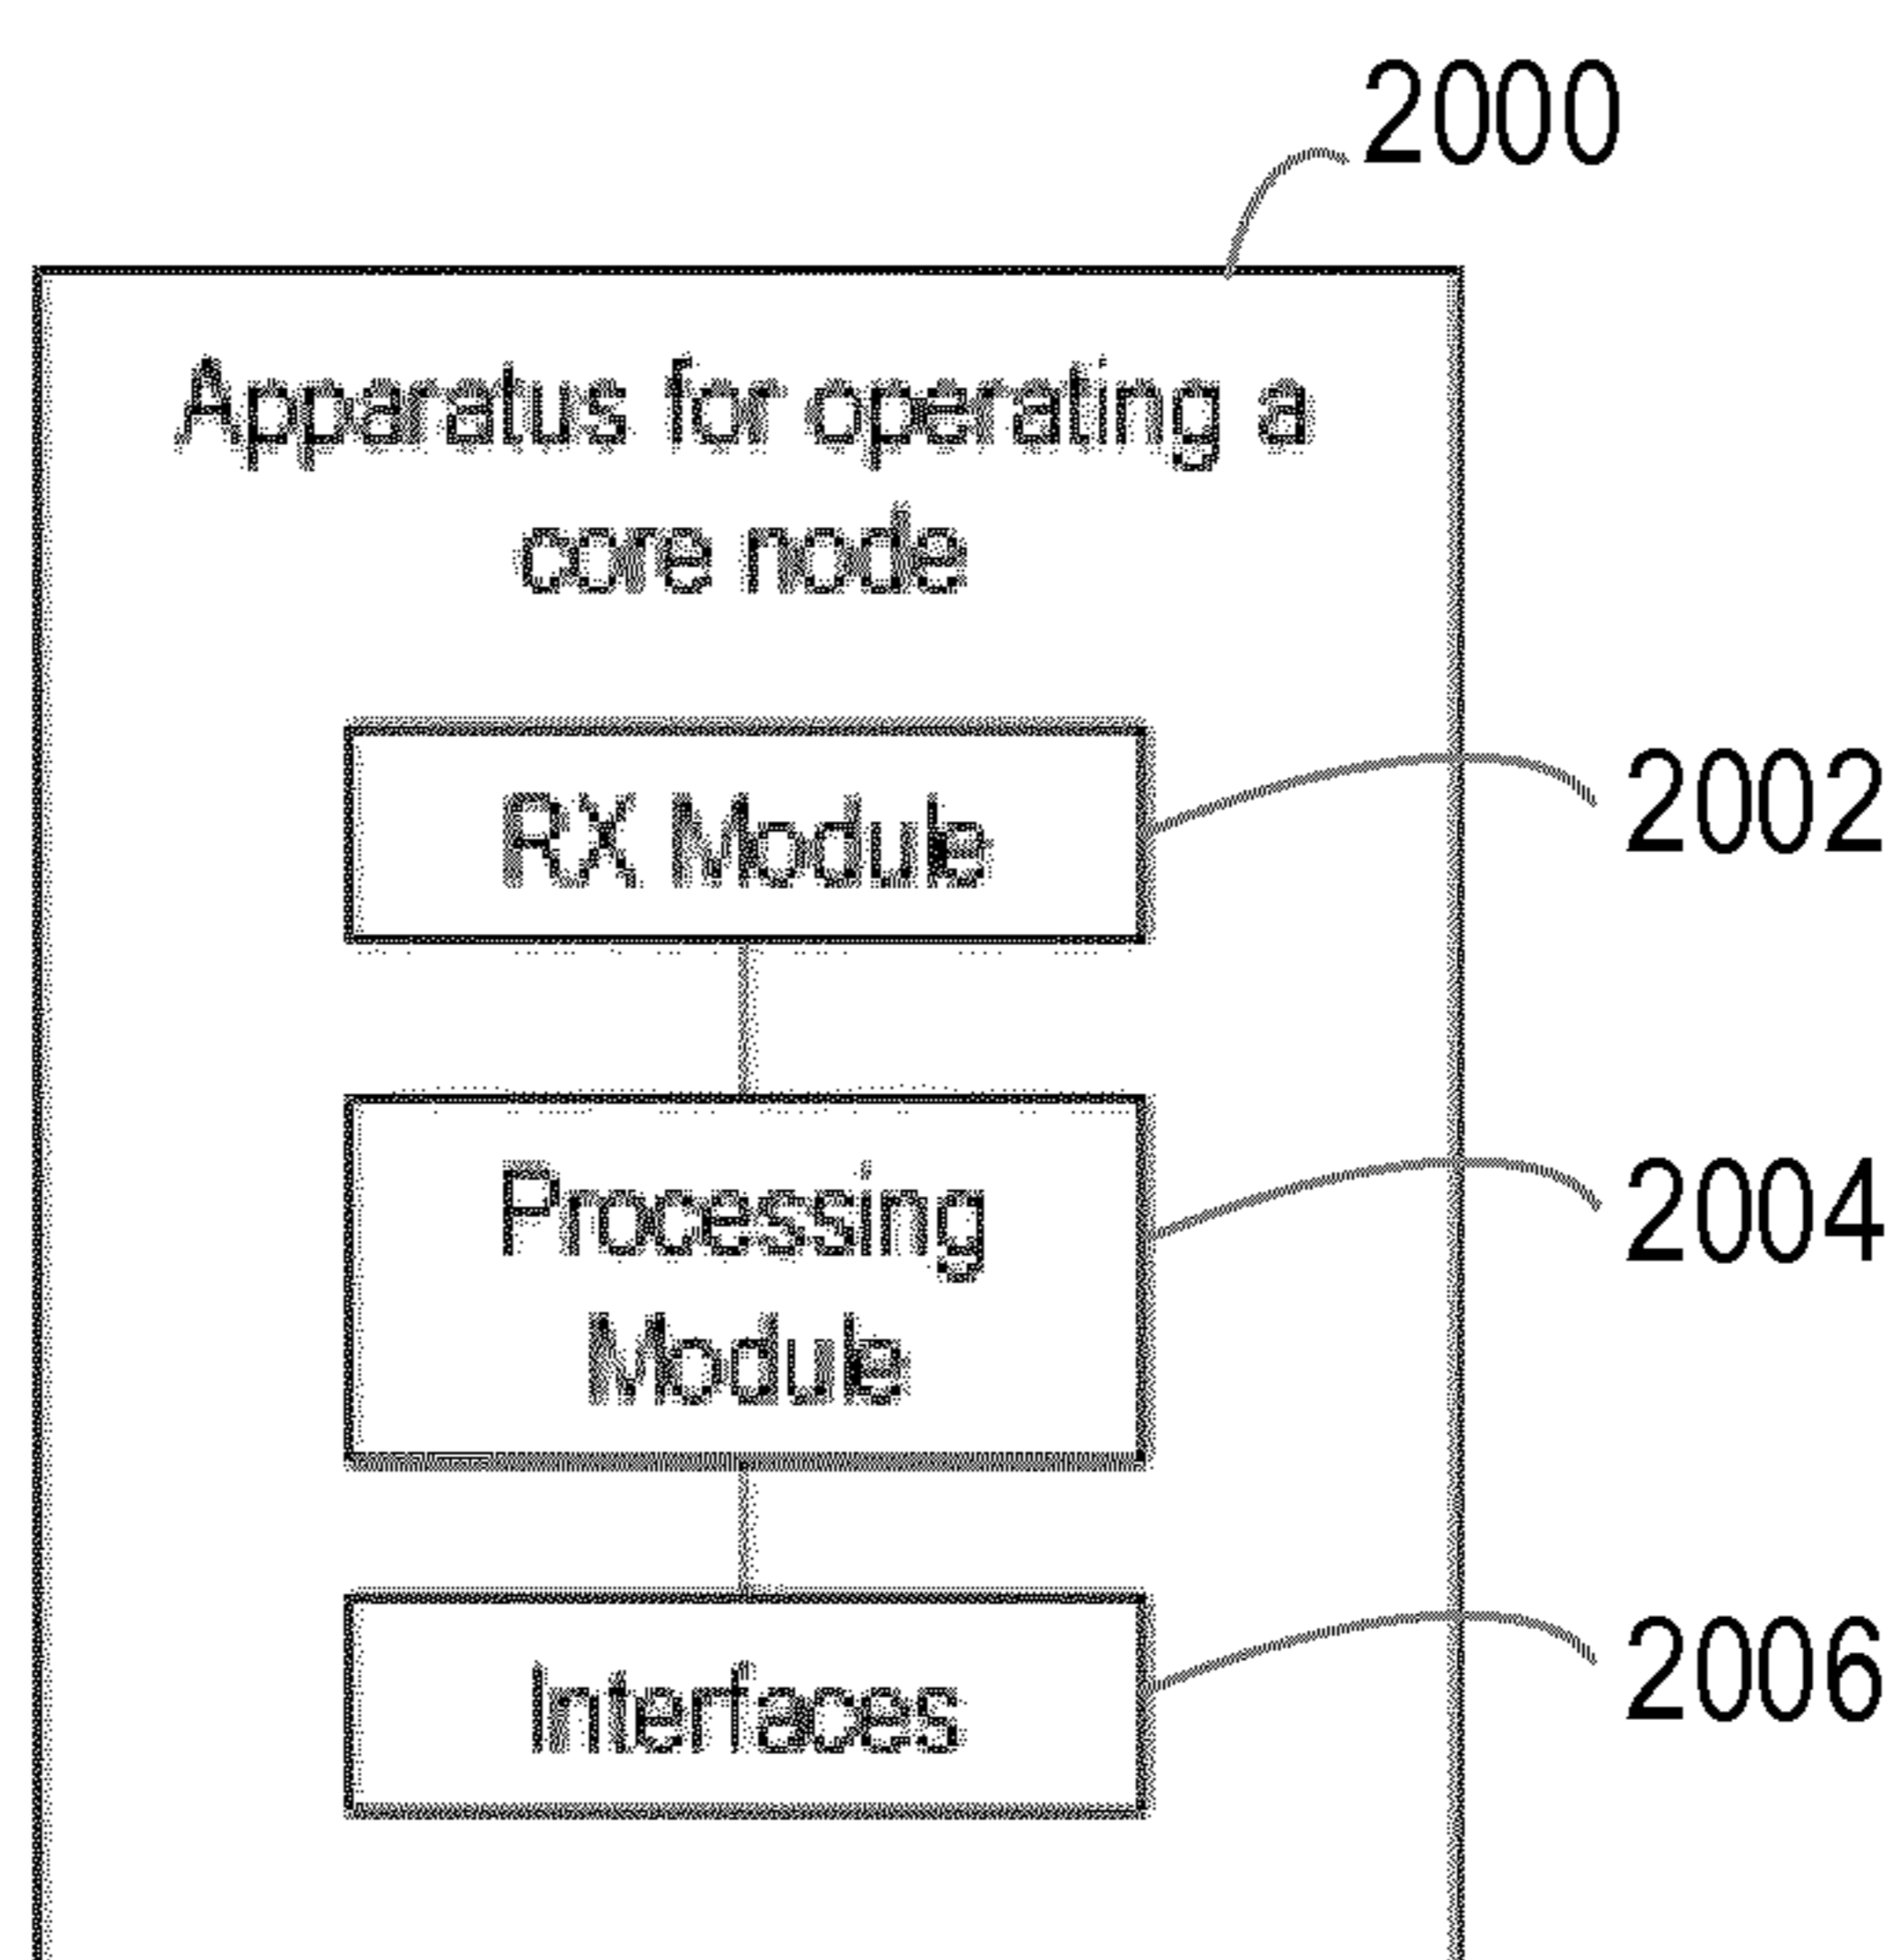 2000
Apparatus for operating a
core node
RX Module
2002
Processing
Module
2004
Interfaces
2006